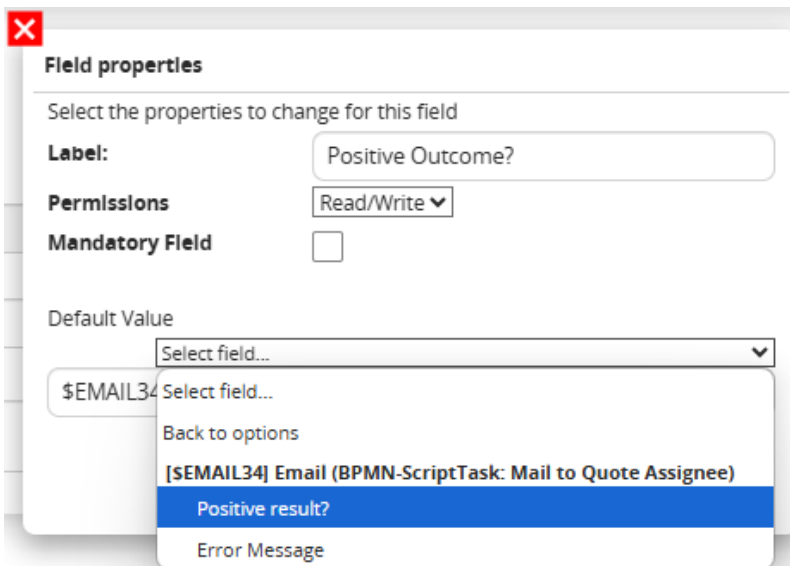 Field properties
Select the properties to change for this field
Label:
Positive Outcome?
Permissions
Read/Write
Mandatory Field
Default Value
Select field...
$EMAIL34
Select field...
Back to options
[$EMAIL34] Email (BPMN-ScriptTask: Mail to Quote Assignee)
Positive result?
Error Message